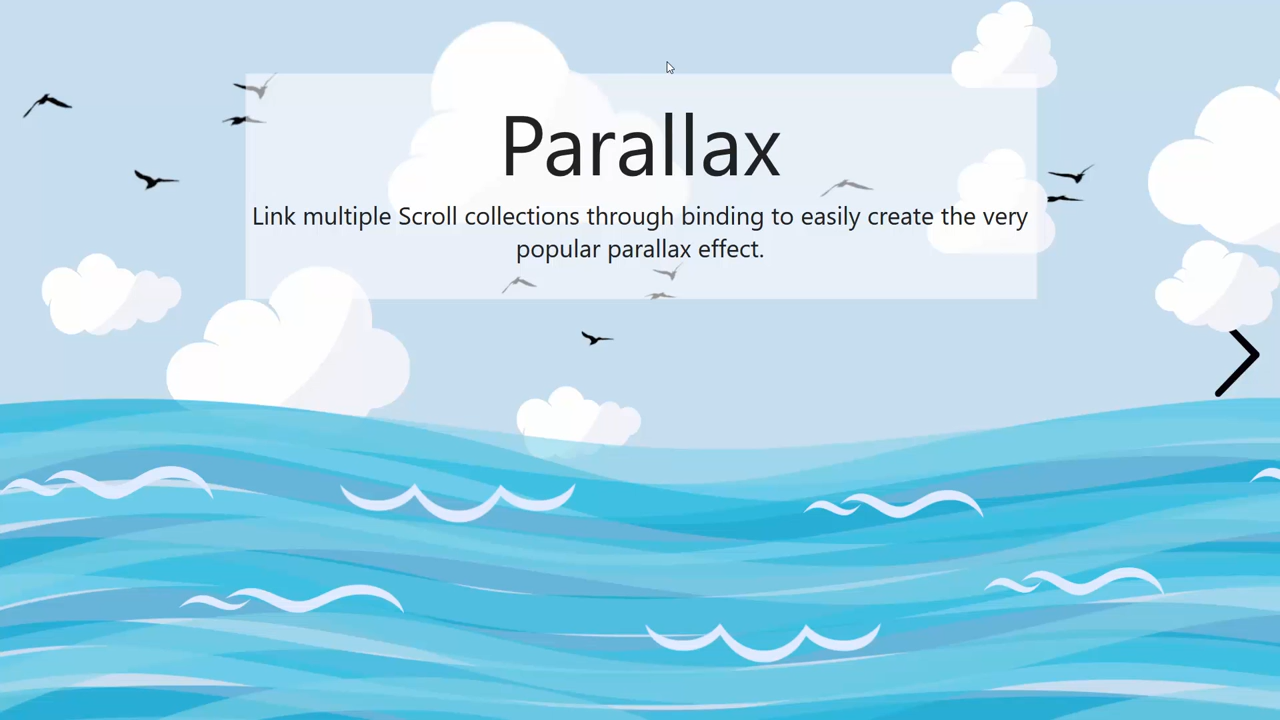 Parallax
Link multiple Scroll collections through binding to easily create the very
popular parallax effect.